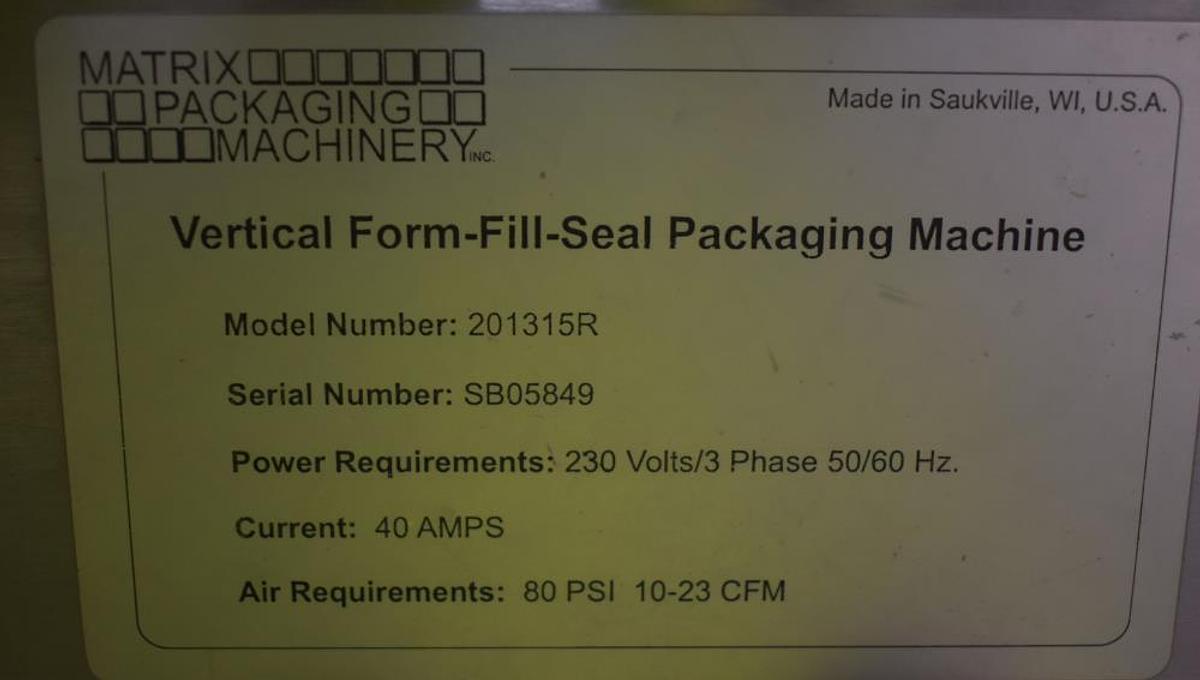 MATRIX
PACKAGING
MACHINERY INC.
Made in Saukville, WI, U.S.A.
Vertical Form-Fill-Seal Packaging Machine
Model Number: 201315R
Serial Number: SB05849
Power Requirements: 230 Volts/3 Phase 50/60 Hz.
Current: 40 AMPS
Air Requirements: 80 PSI 10-23 CFM